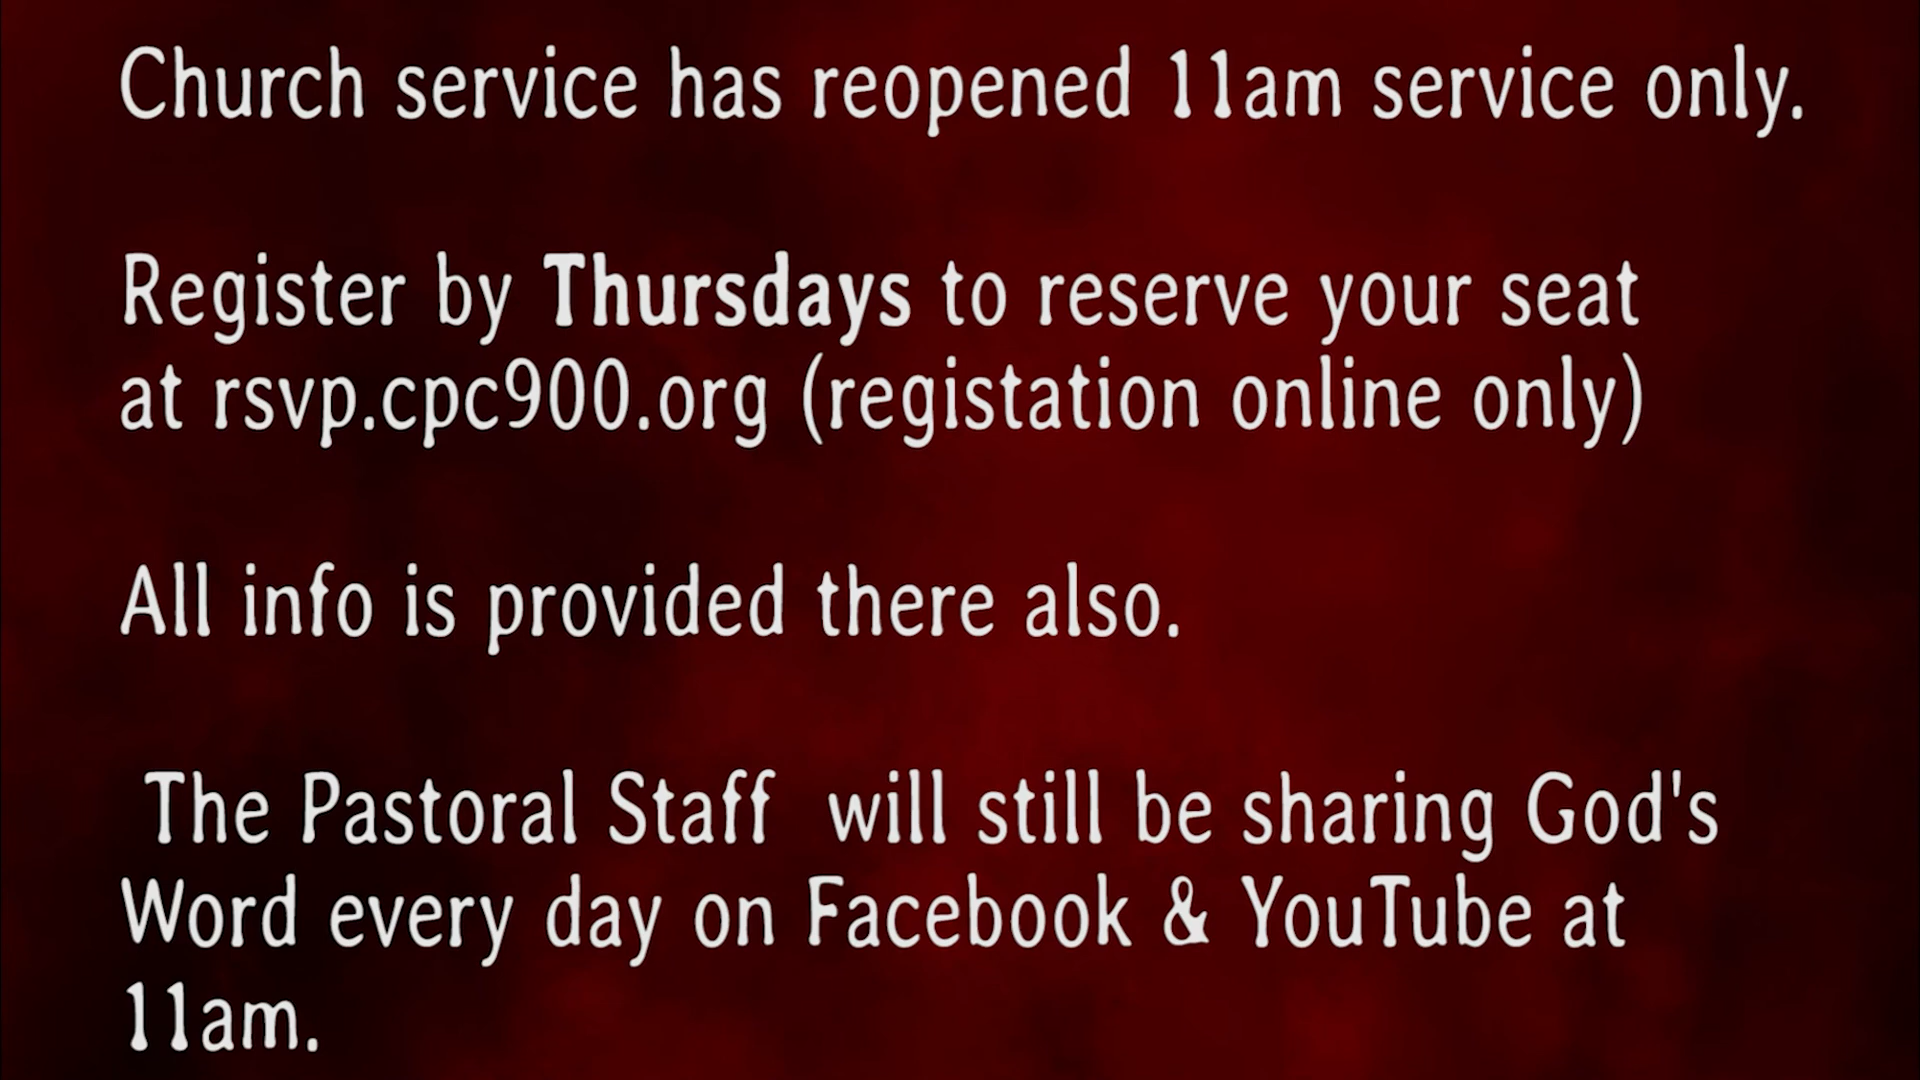 Church service has reopened 11am service only.
Register by Thursdays to reserve your seat
at rsvp.cpc900.org (registation online only)
All info is provided there also.
The Pastoral Staff  will still be sharing God's
Word every day on Facebook & YouTube at
11am.